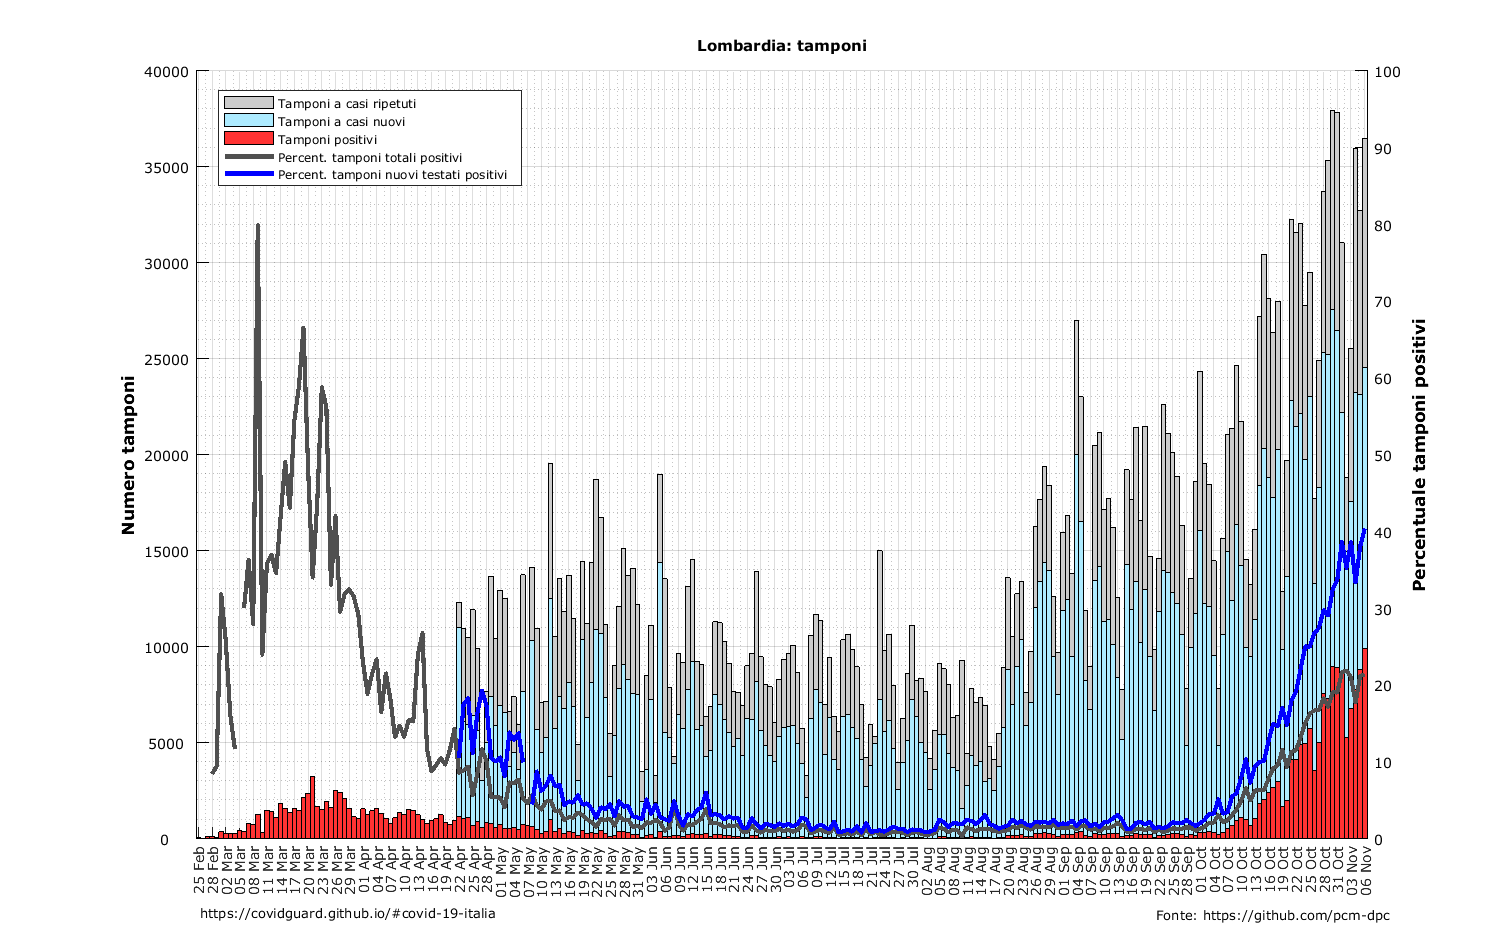 Lombardia: tamponi
Numero tamponi
40000
35000
30000
25000
20000
15000
10000
5000
0
Tamponi a casi ripetuti
Tamponi a casi nuovi
Tamponi positivi
Percent. tamponi totali positivi
Percent. tamponi nuovi testati positivi
100
90
80
70
60
50
40
30
20
10
0
Percentuale tamponi positivi
25 Feb
28 Feb
02 Mar
05 Mar
08 Mar
11 Mar
14 Mar
17 Mar
20 Mar
23 Mar
26 Mar
29 Mar
01 Apr
04 Apr
07 Apr
10 Apr
13 Apr
16 Apr
19 Apr
22 Apr
25 Apr
28 Apr
01 May
04 May
07 May
10 May
13 May
16 May
19 May
22 May
25 May
28 May
31 May
03 Jun
06 Jun
09 Jun
12 Jun
15 Jun
18 Jun
21 Jun
24 Jun
27 Jun
30 Jun
03 Jul
06 Jul
09 Jul
12 Jul
15 Jul
18 Jul
21 Jul
24 Jul
27 Jul
30 Jul
02 Aug
05 Aug
08 Aug
11 Aug
14 Aug
17 Aug
20 Aug
23 Aug
26 Aug
29 Aug
01 Sep
04 Sep
07 Sep
10 Sep
13 Sep
16 Sep
19 Sep
22 Sep
25 Sep
28 Sep
01 Oct
04 Oct
07 Oct
10 Oct
13 Oct
16 Oct
19 Oct
22 Oct
25 Oct
28 Oct
31 Oct
03 Nov
06 Nov
https://covidguard.github.io/#covid-19-italia
Fonte: https://github.com/pcm-dpc